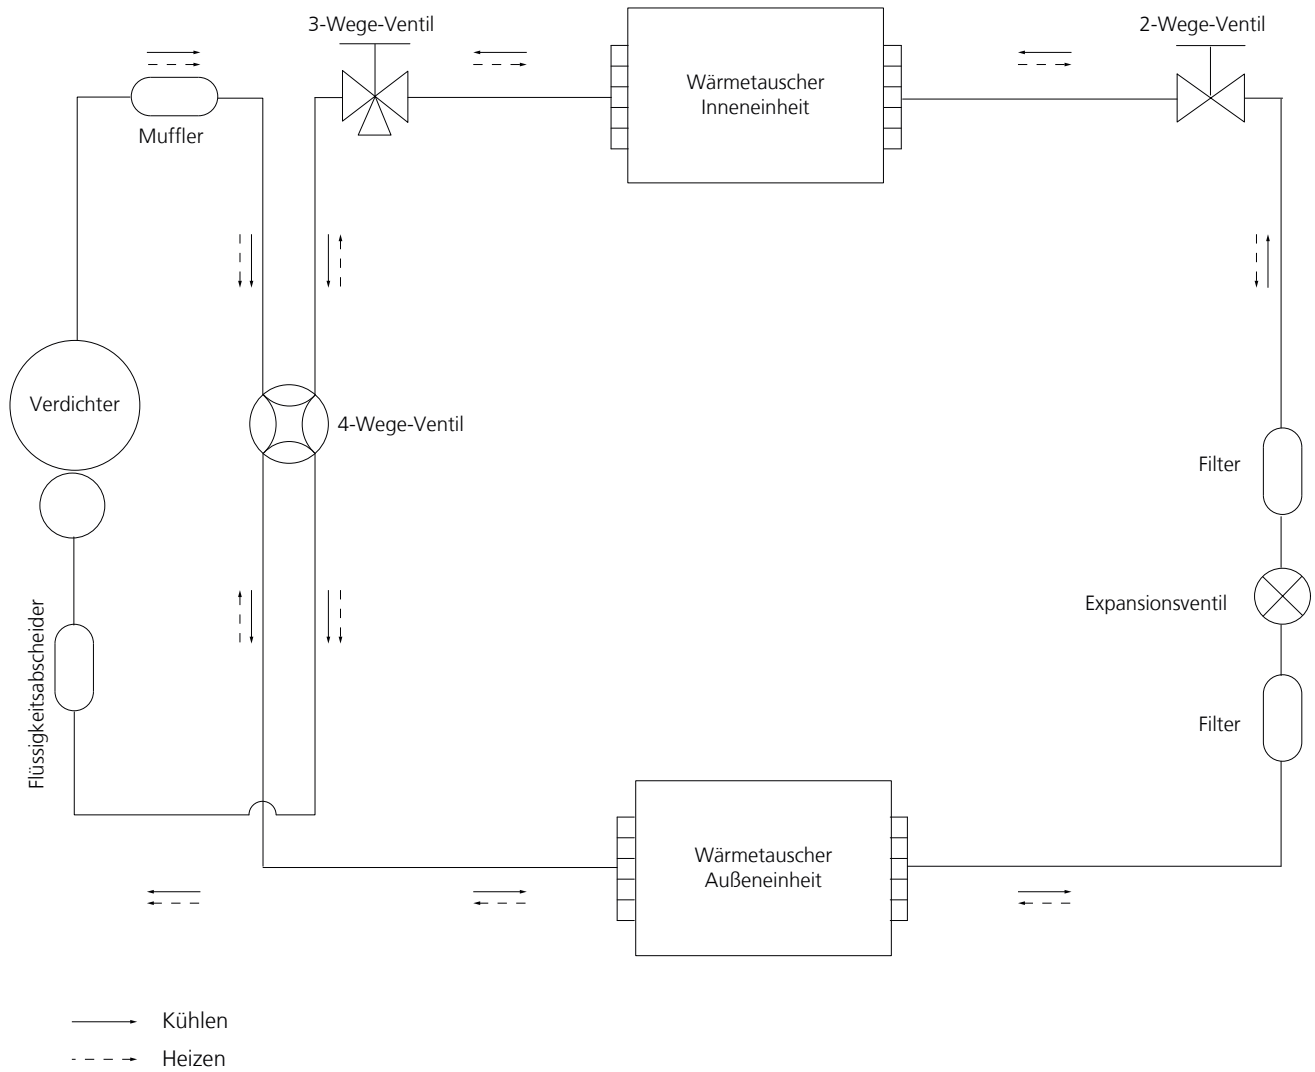 3-Wege-Ventil
2-Wege-Ventil
Wärmetauscher
Inneneinheit
Muffler
Verdichter
4-Wege-Ventil
Filter
Expansionsventil
Flüssigkeitsabscheider
Filter
Wärmetauscher
Außeneinheit
Kühlen
Heizen